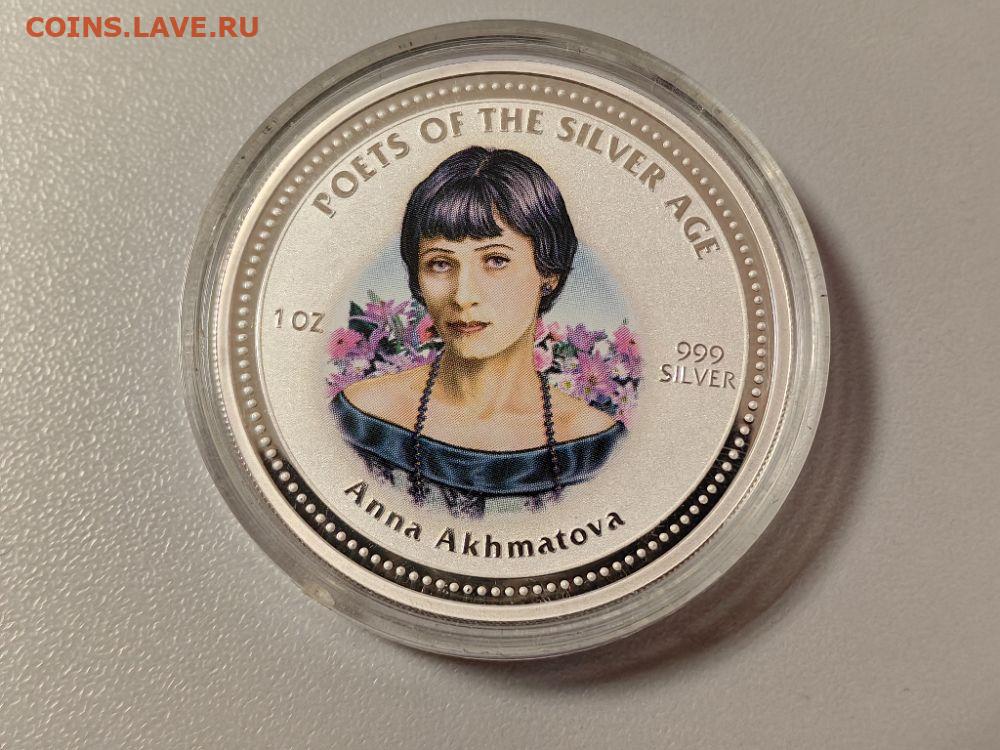 COINS.LAVE.RU
POETS OF THE SILVER AGE
1 OZ
999
SILVER
Anna Akhmatova